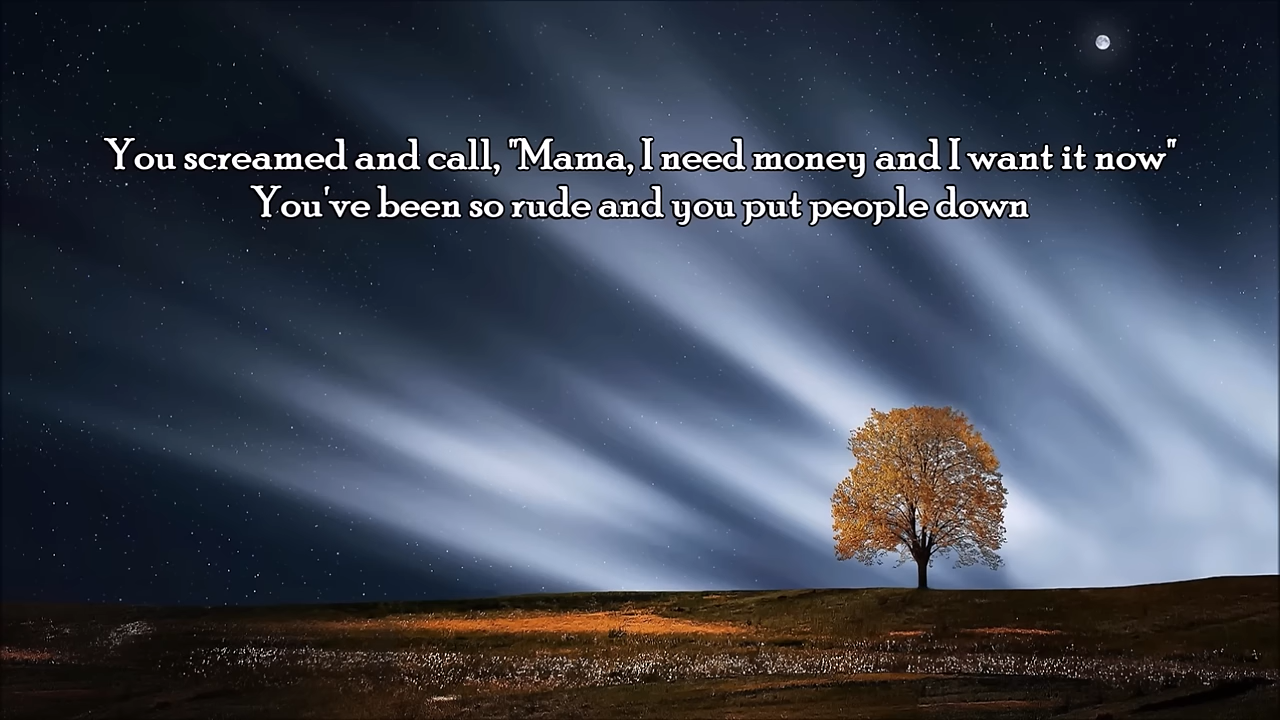 You screamed and call, "Mama, I need money and I want it now"
You've been so rude and you put people down